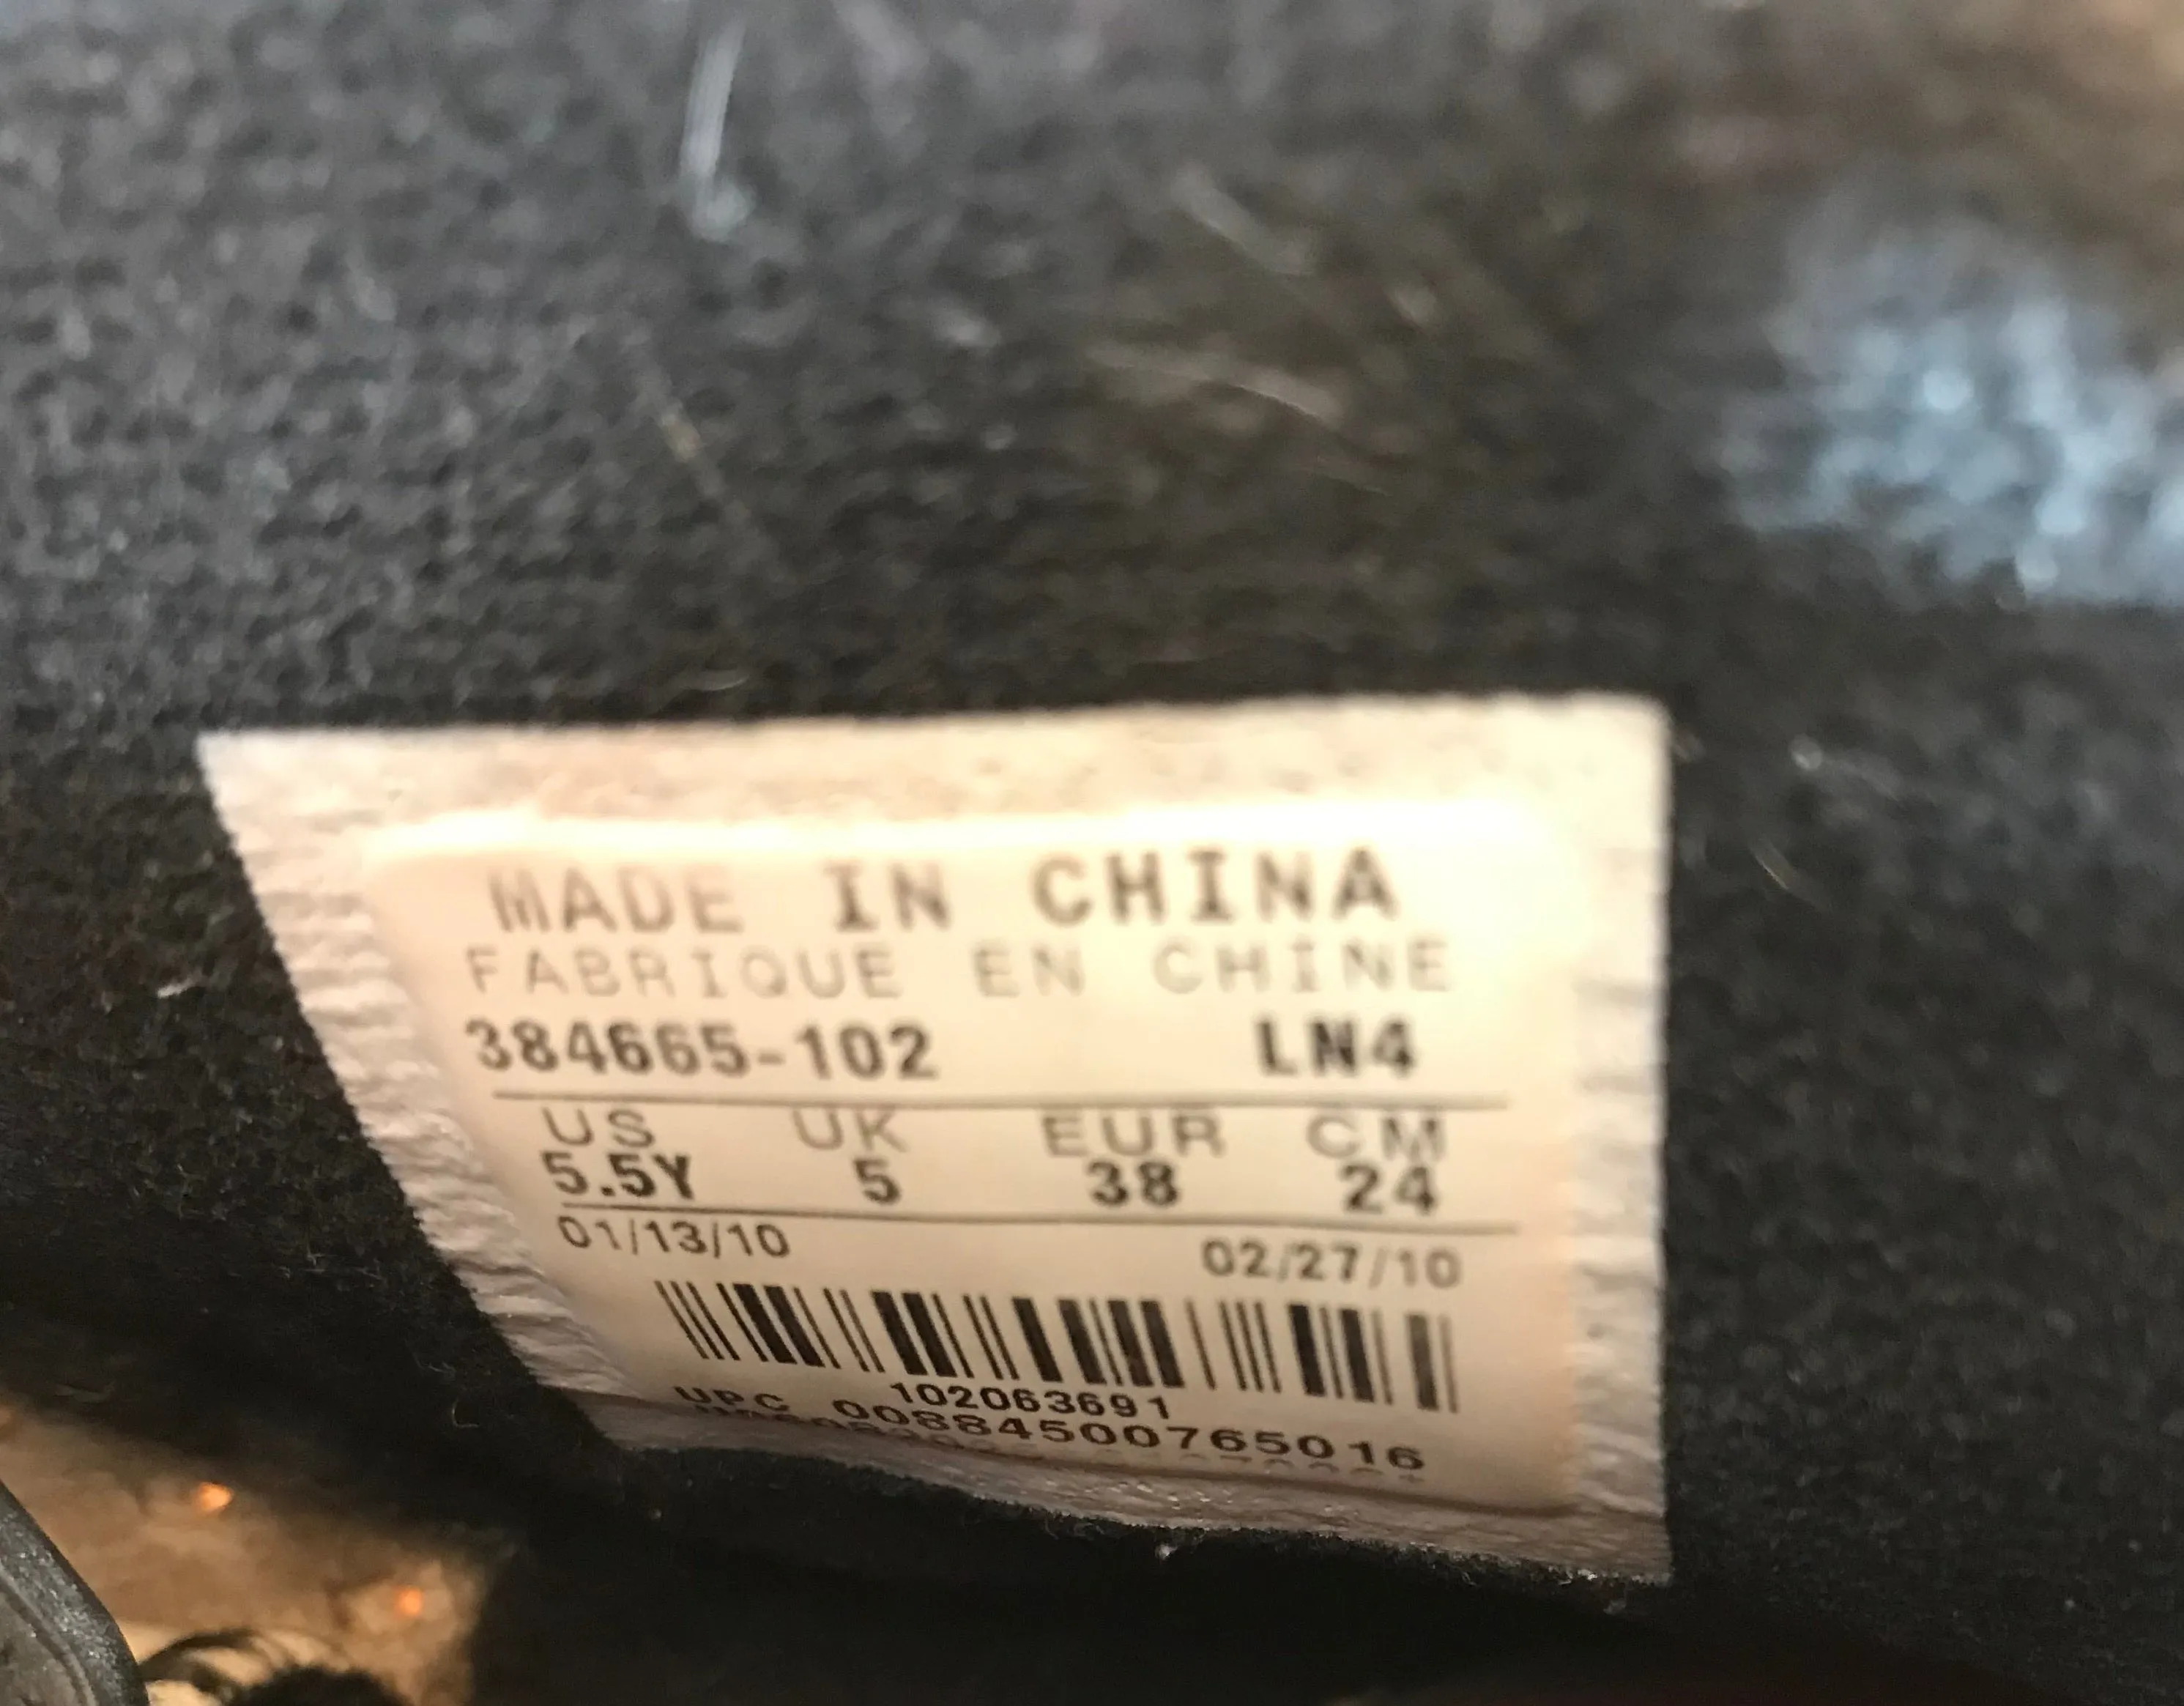 MADE IN CHINA
FABRIQUE EN CHINE
384665-102 LN4
US UK EUR CM
5.5Y 5 38 24
01/13/10 02/27/10
102063691
UPC 00884500765016